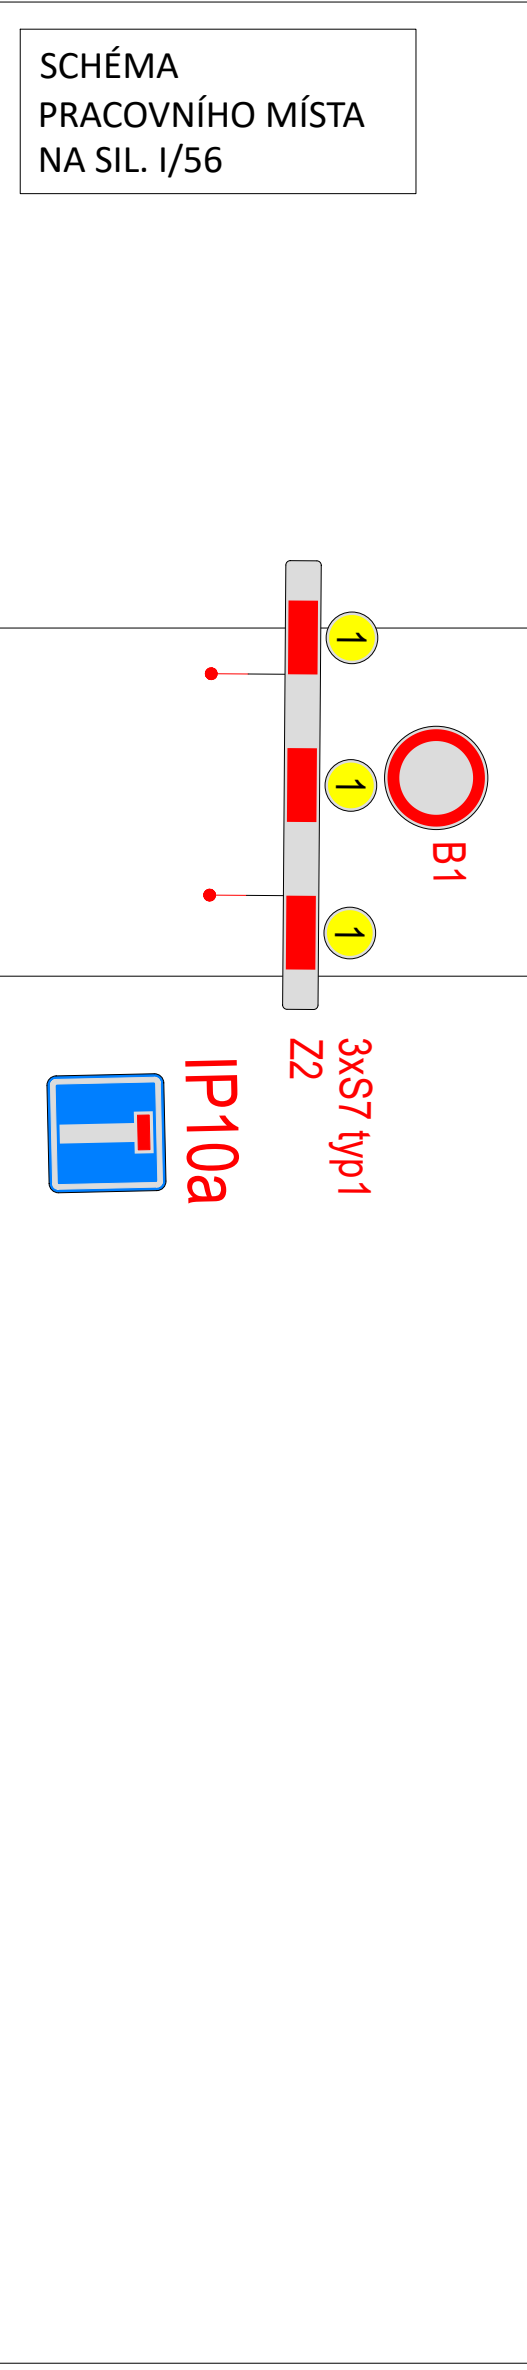 SCHÉMA
PRACOVNÍHO MÍSTA
NA SIL. I/56
1
1
1
B1
3xS7 typ1
Z2
IP10a